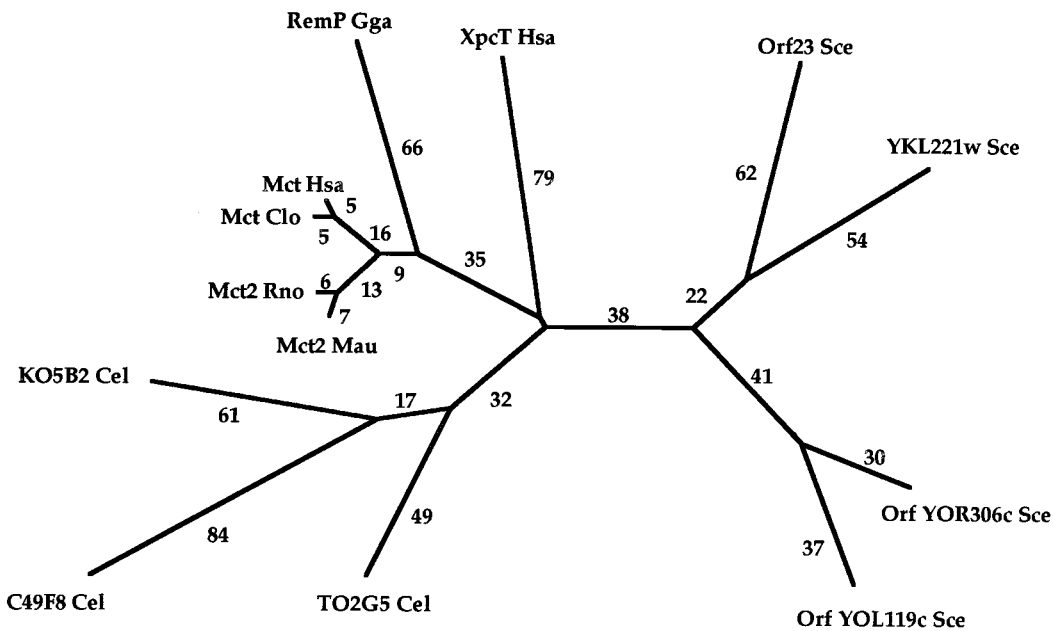 RemP Gga
XpcT Hsa
Orf23 Sce
YKL221w Sce
66
79
62
Mct Hsa
5
Mct Clo
5
16
54
35
9
Mct2 Rno
6
13
22
7
38
Mct2 Mau
KO5B2 Cel
41
17
32
61
30
Orf YOR306c Sce
49
84
37
C49F8 Cel
TO2G5 Cel
Orf YOL119c Sce